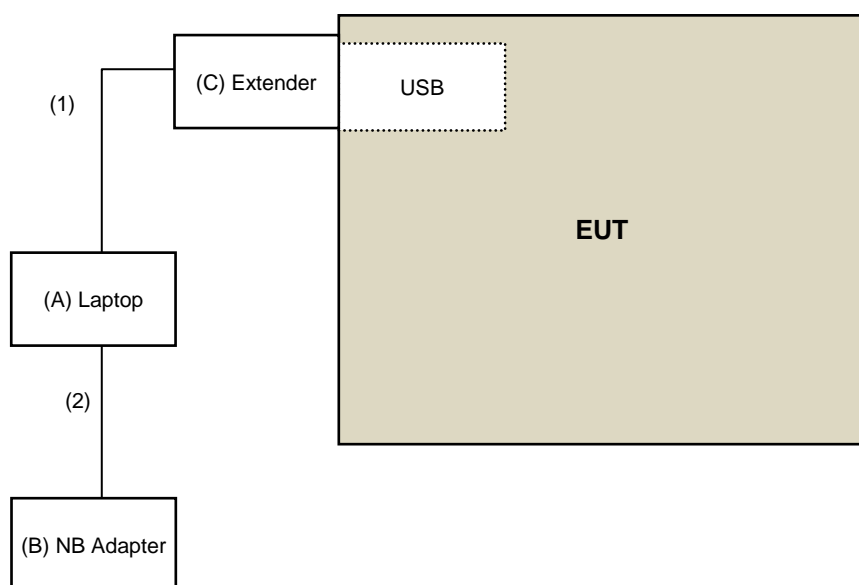 (C) Extender
USB
(1)
EUT
(A) Laptop
(2)
(B) NB Adapter